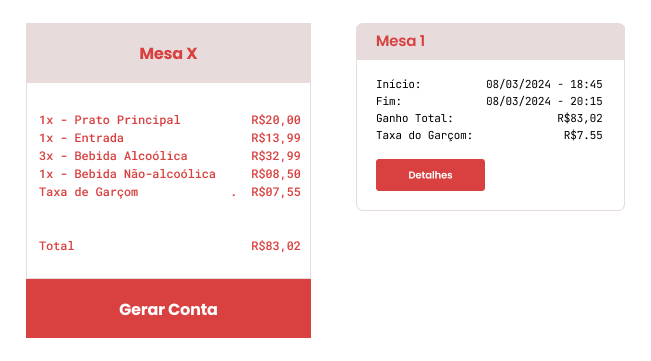 Mesa X
1x - Prato Principal R$20,00
1x - Entrada R$13,99
3x - Bebida Alcoólica R$32,99
1x - Bebida Não-alcoólica R$08,50
Taxa de Garçom . R$07,55
Total R$83,02
Gerar Conta
Mesa 1
Início: 08/03/2024 - 18:45
Fim: 08/03/2024 - 20:15
Ganho Total: R$83,02
Taxa do Garçom: R$7.55
Detalhes